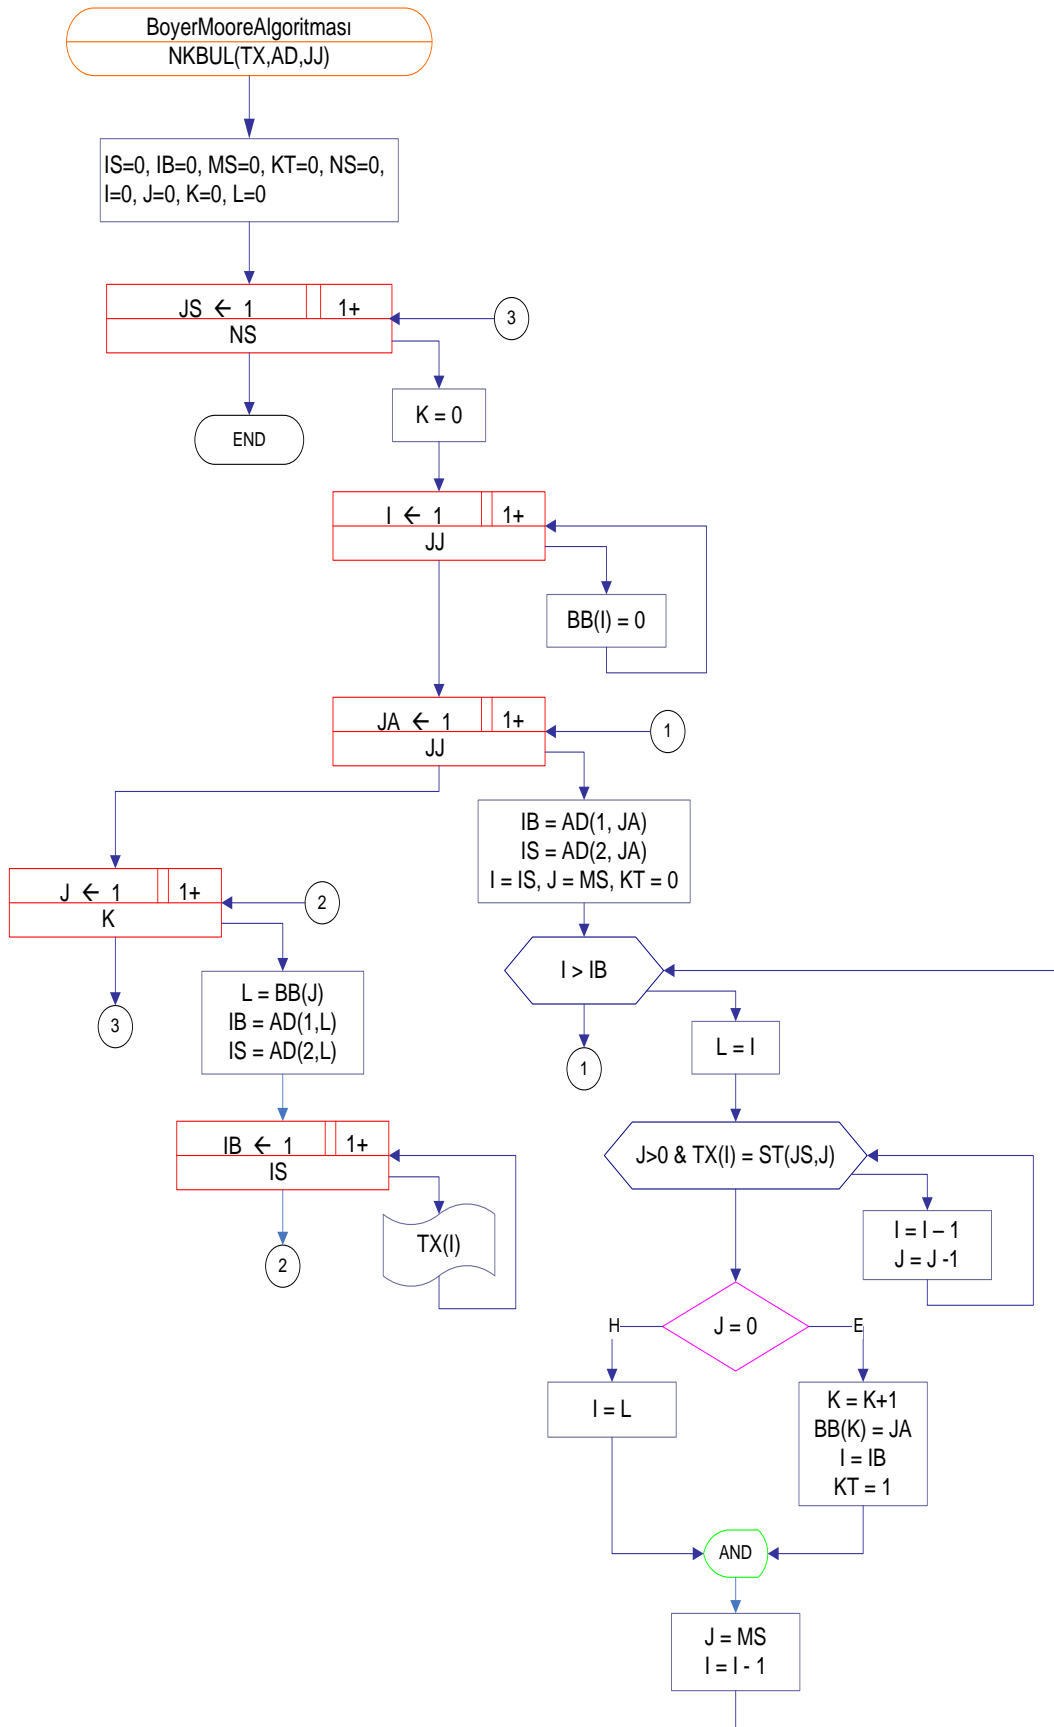 BoyerMooreAlgoritması
NKBUL(TX,AD,JJ)
IS=0, IB=0, MS=0, KT=0, NS=0,
I=0, J=0, K=0, L=0
JS ← 1
1+
NS
3
END
K = 0
I ← 1
1+
JJ
BB(I) = 0
JA ← 1
1+
JJ
1
IB = AD(1, JA)
IS = AD(2, JA)
I = IS, J = MS, KT = 0
J ← 1
1+
K
2
I > IB
L = BB(J)
IB = AD(1,L)
IS = AD(2,L)
3
L = I
1
IB ← 1
1+
IS
J>0 & TX(I) = ST(JS,J)
TX(I)
I = I – 1
J = J -1
2
J = 0
H
E
I = L
K = K+1
BB(K) = JA
I = IB
KT = 1
AND
J = MS
I = I - 1